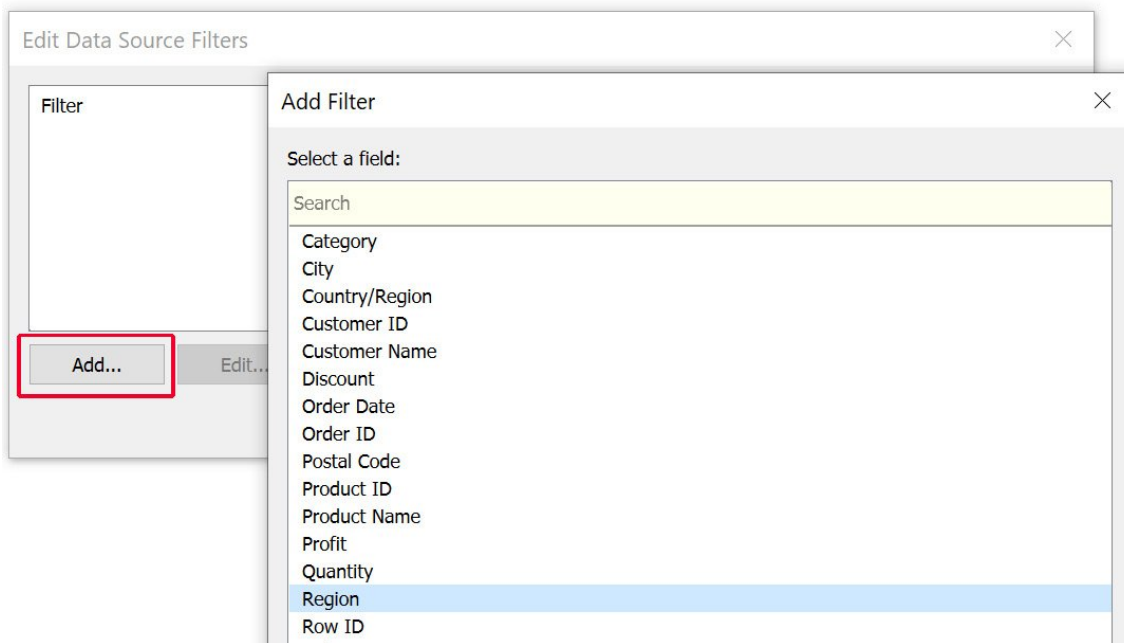 Edit Data Source Filters
Filter
Add...
Edit...
Add Filter
Select a field:
Search
Category
City
Country/Region
Customer ID
Customer Name
Discount
Order Date
Order ID
Postal Code
Product ID
Product Name
Profit
Quantity
Region
Row ID